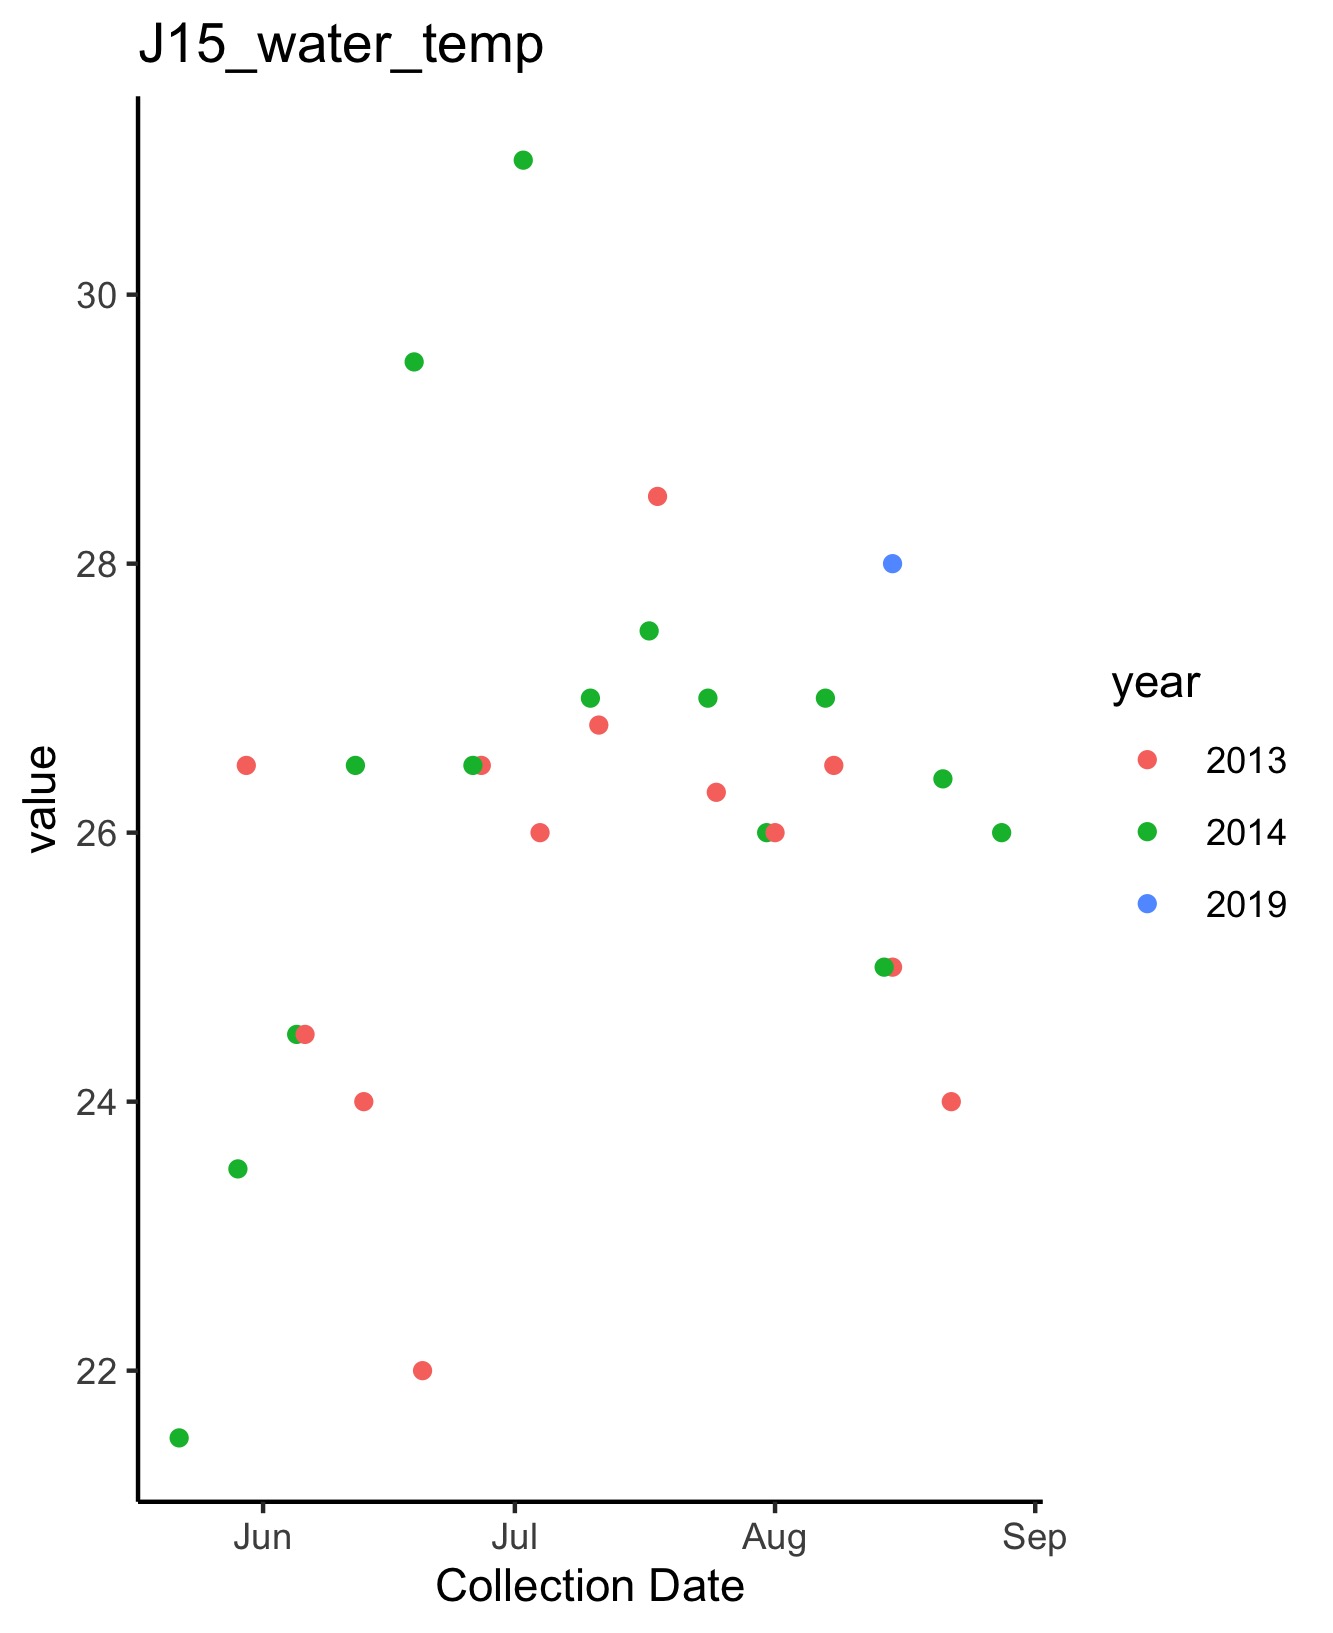 J15_water_temp
30
28
26
24
22
value
Jun Jul Aug Sep
Collection Date
year
2013
2014
2019